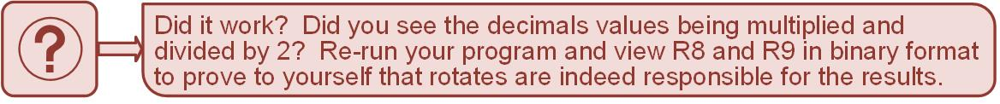 ?
Did it work?  Did you see the decimals values being multiplied and
divided by 2?  Re-run your program and view R8 and R9 in binary format
to prove to yourself that rotates are indeed responsible for the results.